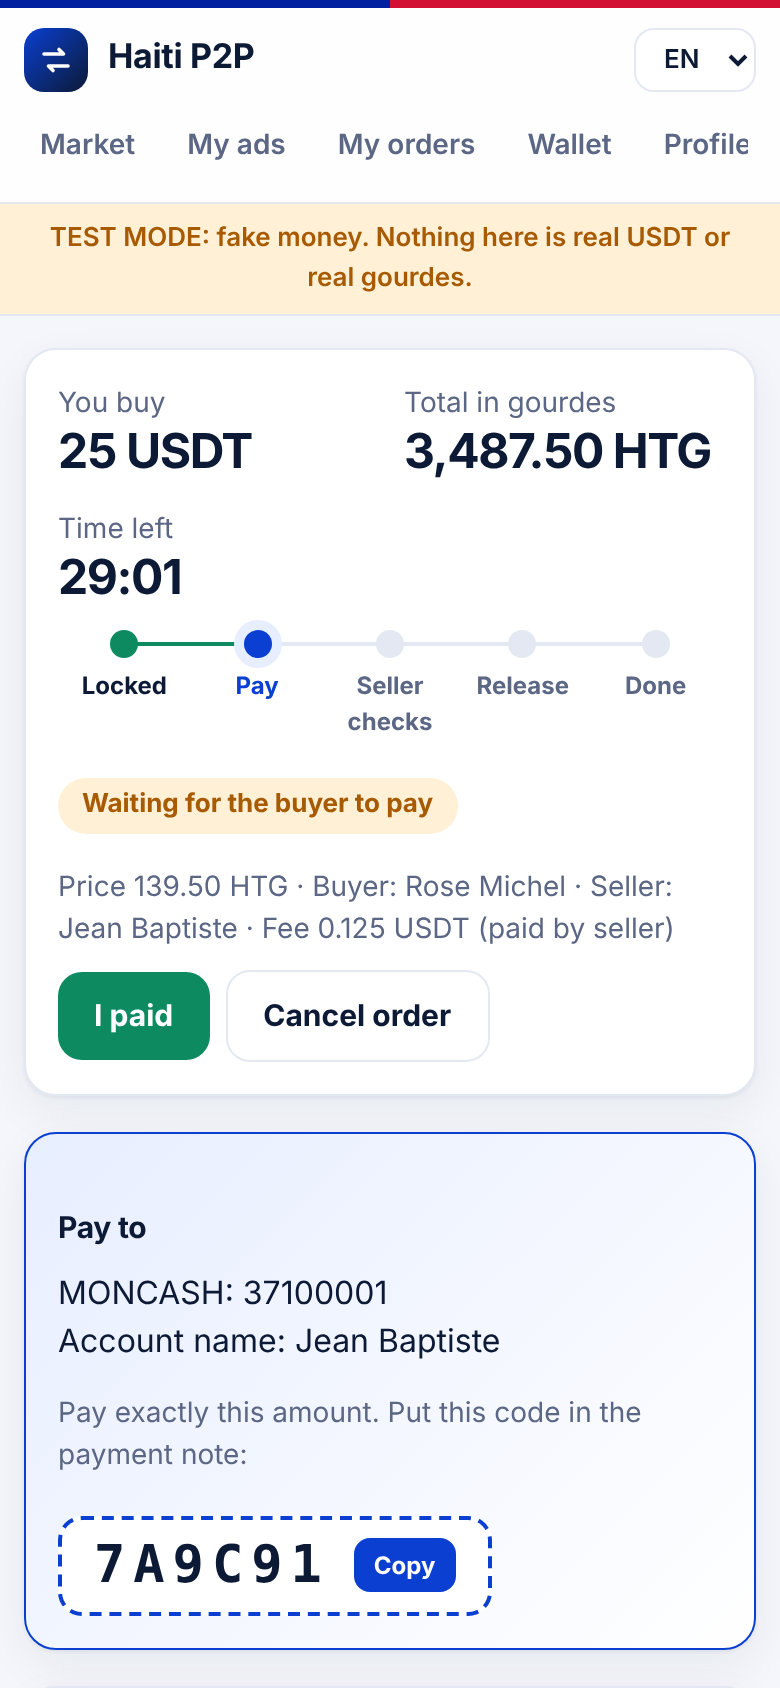 Haiti P2P
EN
Market My ads My orders Wallet Profile
TEST MODE: fake money. Nothing here is real USDT or
real gourdes.
You buy
25 USDT
Total in gourdes
3,487.50 HTG
Time left
29:01
Locked
Pay
Seller
checks
Release
Done
Waiting for the buyer to pay
Price 139.50 HTG · Buyer: Rose Michel · Seller:
Jean Baptiste · Fee 0.125 USDT (paid by seller)
I paid
Cancel order
Pay to
MONCASH: 37100001
Account name: Jean Baptiste
Pay exactly this amount. Put this code in the
payment note:
7A9C91
Copy